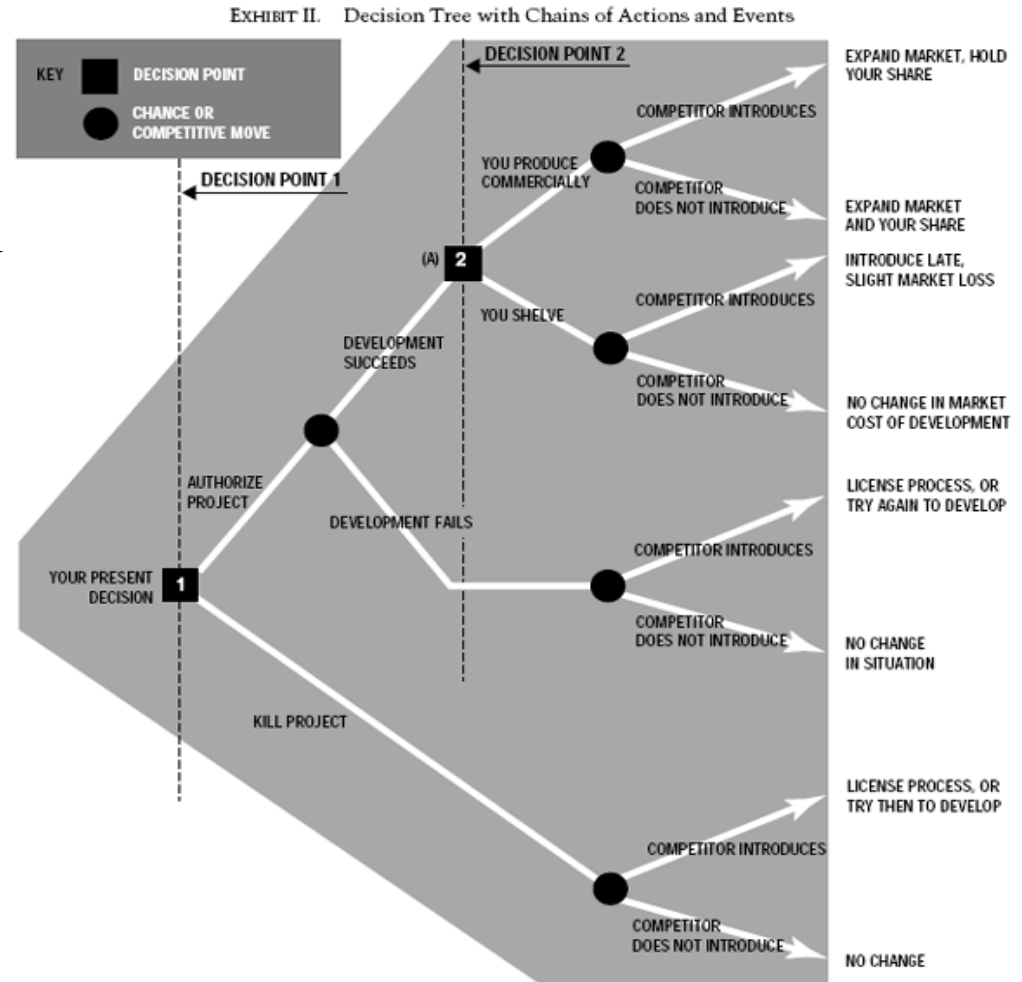 EXHIBIT II. Decision Tree with Chains of Actions and Events
KEY
DECISION POINT
CHANCE OR
COMPETITIVE MOVE
DECISION POINT 1
DECISION POINT 2
EXPAND MARKET, HOLD
YOUR SHARE
COMPETITOR INTRODUCES
YOU PRODUCE
COMMERCIALLY
COMPETITOR
DOES NOT INTRODUCE
EXPAND MARKET
AND YOUR SHARE
(A) 2
INTRODUCE LATE,
SLIGHT MARKET LOSS
COMPETITOR INTRODUCES
YOU SHELVE
DEVELOPMENT
SUCCEEDS
COMPETITOR
DOES NOT INTRODUCE
NO CHANGE IN MARKET
COST OF DEVELOPMENT
AUTHORIZE
PROJECT
LICENSE PROCESS, OR
TRY AGAIN TO DEVELOP
DEVELOPMENT FAILS
COMPETITOR INTRODUCES
YOUR PRESENT
DECISION
1
COMPETITOR
DOES NOT INTRODUCE
NO CHANGE
IN SITUATION
KILL PROJECT
LICENSE PROCESS, OR
TRY THEN TO DEVELOP
COMPETITOR INTRODUCES
COMPETITOR
DOES NOT INTRODUCE
NO CHANGE